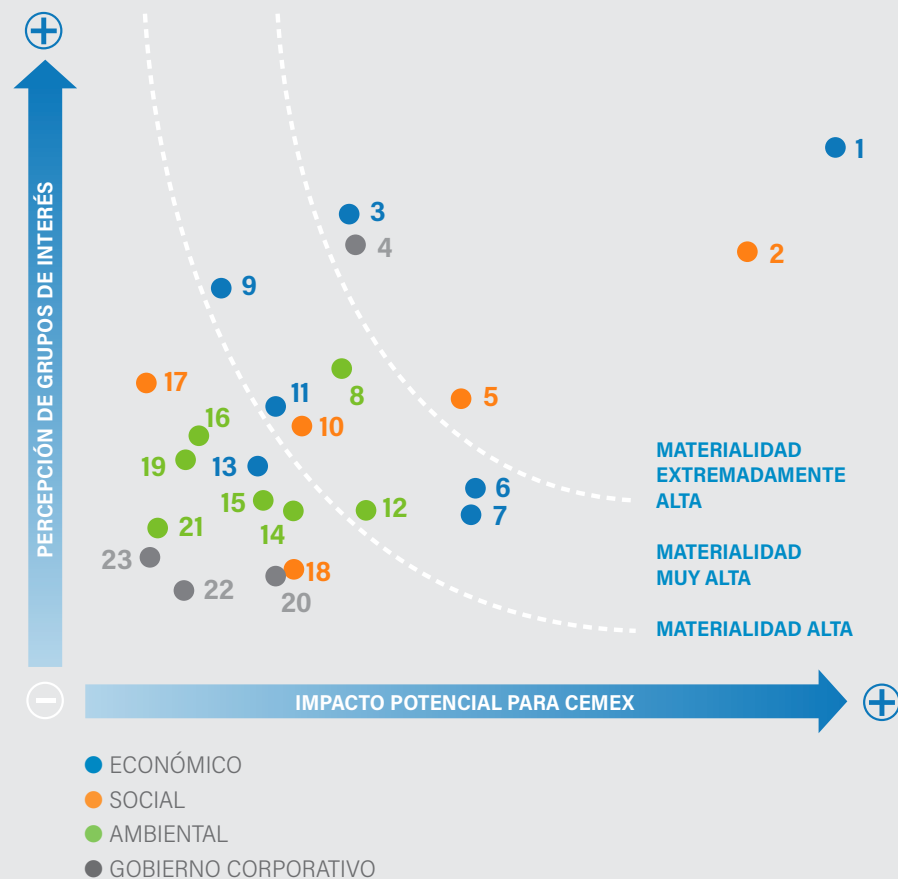 PERCEPCIÓN DE GRUPOS DE INTERÉS
1
3
4
2
9
17
11
8
5
16
10
19
13
6
15
12
7
14
21
23
18
22
20
MATERIALIDAD
EXTREMADAMENTE
ALTA
MATERIALIDAD
MUY ALTA
MATERIALIDAD ALTA
IMPACTO POTENCIAL PARA CEMEX
ECONÓMICO
SOCIAL
AMBIENTAL
GOBIERNO CORPORATIVO